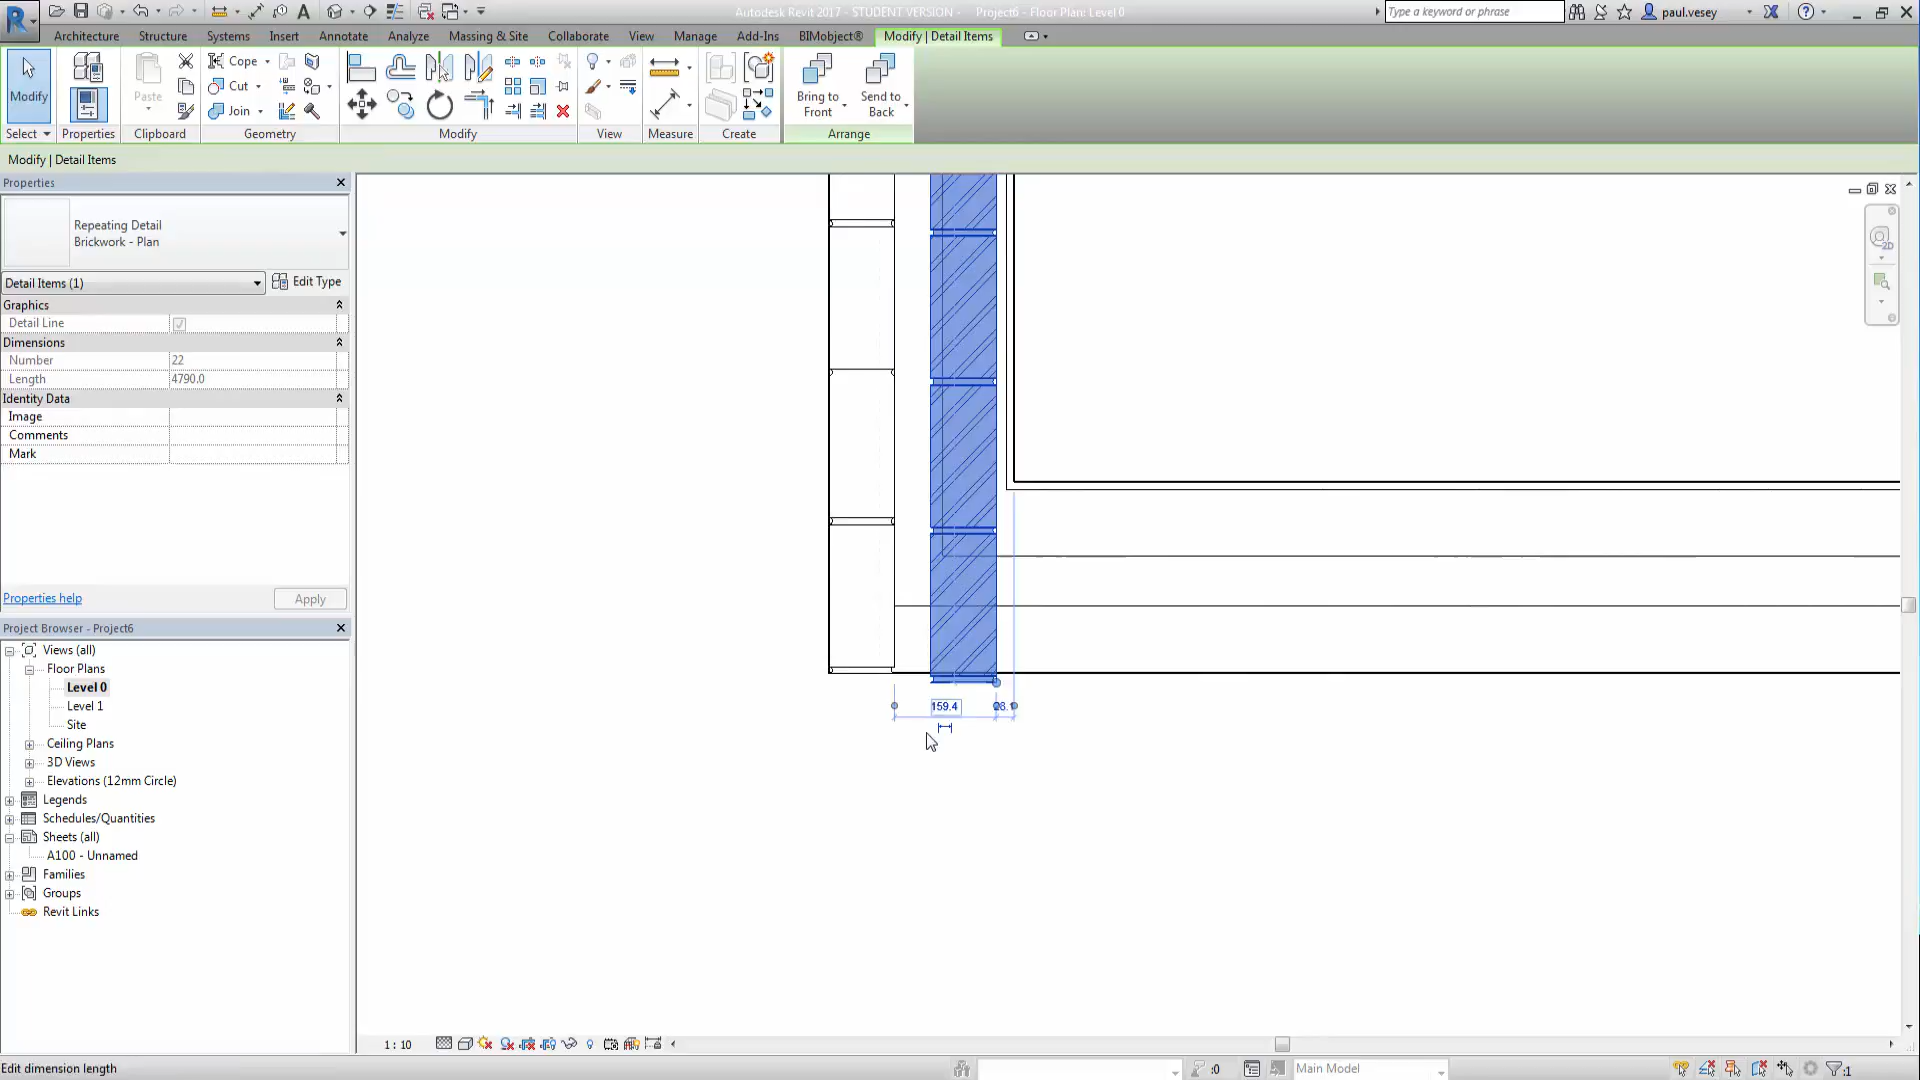 Autodesk Revit 2017 - STUDENT VERSION - Project6 - Floor Plan: Level 0
Type a keyword or phrase
paul.vesey
Architecture Structure Systems Insert Annotate Analyze Massing & Site Collaborate View Manage Add-Ins BIMobject® Modify | Detail Items
Modify
Paste
Cope
Cut
Join
Bring to Front
Send to Back
Select Properties Clipboard Geometry Modify View Measure Create Arrange
Modify | Detail Items
Properties
Repeating Detail
Brickwork - Plan
Detail Items (1)
Edit Type
Graphics
Detail Line
Dimensions
Number 22
Length 4790.0
Identity Data
Image
Comments
Mark
Properties help
Apply
Project Browser - Project6
Views (all)
Floor Plans
Level 0
Level 1
Site
Ceiling Plans
3D Views
Elevations (12mm Circle)
Legends
Schedules/Quantities
Sheets (all)
A100 - Unnamed
Families
Groups
Revit Links
159.4
2D
1 : 10
Edit dimension length
:0
Main Model
:1